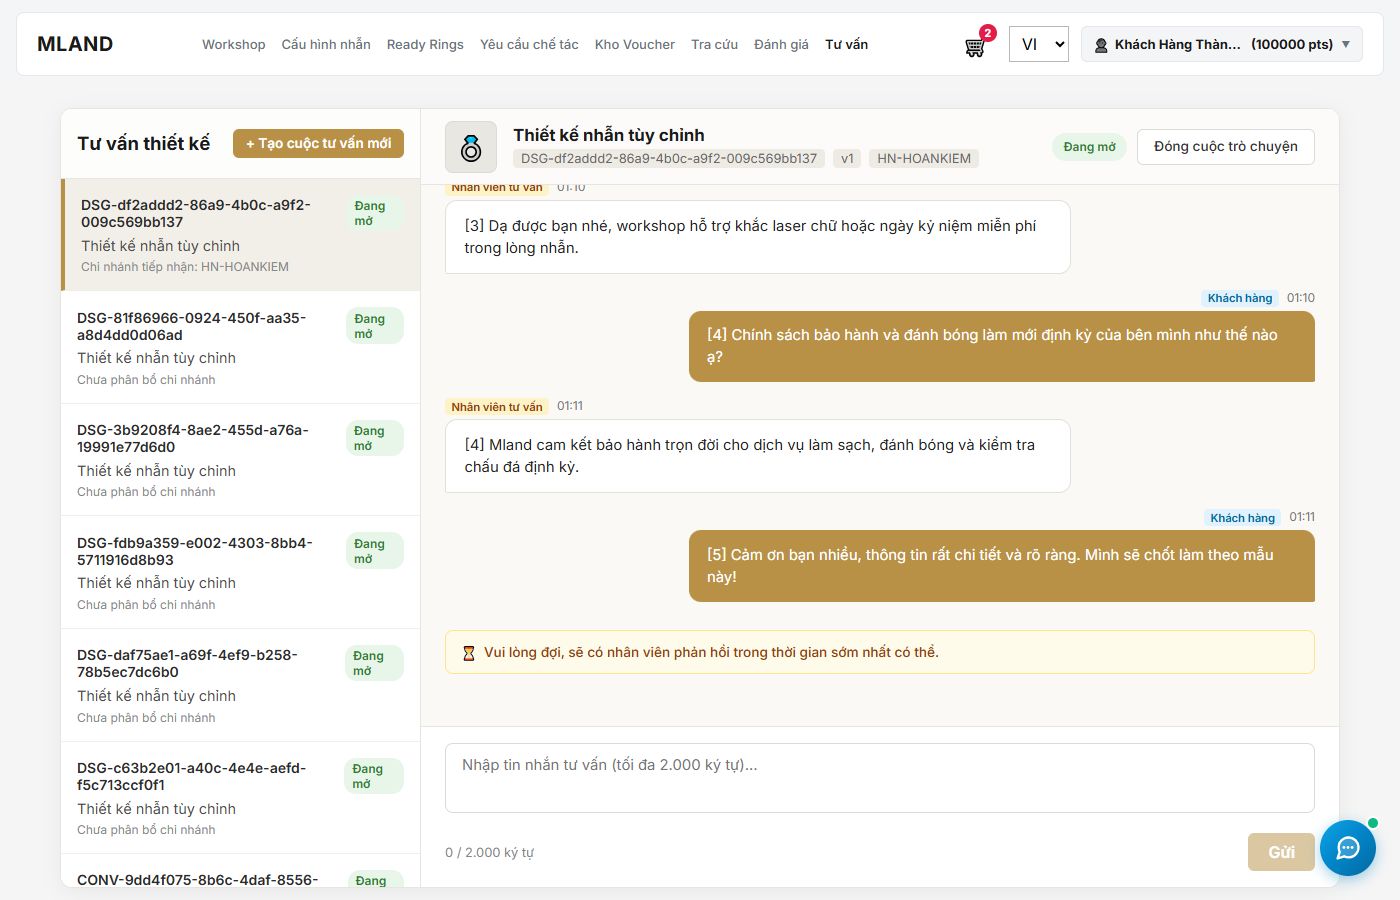 MLAND
Workshop
Cấu hình nhẫn
Ready Rings
Yêu cầu chế tác
Kho Voucher
Tra cứu
Đánh giá
Tư vấn
2
VI
Khách Hàng Thàn... (100000 pts)
Tư vấn thiết kế
+ Tạo cuộc tư vấn mới
DSG-df2addd2-86a9-4b0c-a9f2-
009c569bb137
Đang
mở
Thiết kế nhẫn tùy chỉnh
Chi nhánh tiếp nhận: HN-HOANKIEM
DSG-81f86966-0924-450f-aa35-
a8d4dd0d06ad
Đang
mở
Thiết kế nhẫn tùy chỉnh
Chưa phân bổ chi nhánh
DSG-3b9208f4-8ae2-455d-a76a-
19991e77d6d0
Đang
mở
Thiết kế nhẫn tùy chỉnh
Chưa phân bổ chi nhánh
DSG-fdb9a359-e002-4303-8bb4-
5711916d8b93
Đang
mở
Thiết kế nhẫn tùy chỉnh
Chưa phân bổ chi nhánh
DSG-daf75ae1-a69f-4ef9-b258-
78b5ec7dc6b0
Đang
mở
Thiết kế nhẫn tùy chỉnh
Chưa phân bổ chi nhánh
DSG-c63b2e01-a40c-4e4e-aefd-
f5c713ccf0f1
Đang
mở
Thiết kế nhẫn tùy chỉnh
Chưa phân bổ chi nhánh
CONV-9dd4f075-8b6c-4daf-8556-
Đang
Thiết kế nhẫn tùy chỉnh
DSG-df2addd2-86a9-4b0c-a9f2-009c569bb137
v1
HN-HOANKIEM
Đang mở
Đóng cuộc trò chuyện
Nhân viên tư vấn 01:10
[3] Dạ được bạn nhé, workshop hỗ trợ khắc laser chữ hoặc ngày kỷ niệm miễn phí
trong lòng nhẫn.
Khách hàng 01:10
[4] Chính sách bảo hành và đánh bóng làm mới định kỳ của bên mình như thế nào
ạ?
Nhân viên tư vấn 01:11
[4] Mland cam kết bảo hành trọn đời cho dịch vụ làm sạch, đánh bóng và kiểm tra
chấu đá định kỳ.
Khách hàng 01:11
[5] Cảm ơn bạn nhiều, thông tin rất chi tiết và rõ ràng. Mình sẽ chốt làm theo mẫu
này!
Vui lòng đợi, sẽ có nhân viên phản hồi trong thời gian sớm nhất có thể.
Nhập tin nhắn tư vấn (tối đa 2.000 ký tự)...
0 / 2.000 ký tự
Gửi